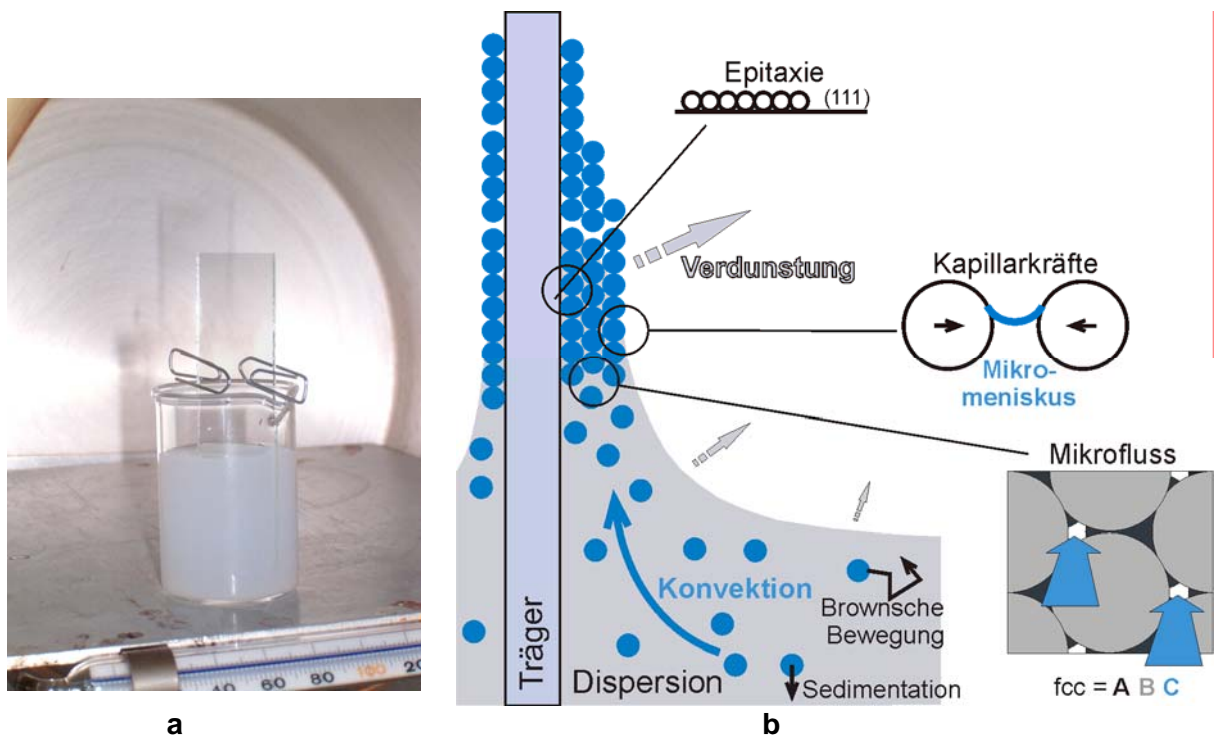 Epitaxie
(111)
Verdunstung
Kapillarkräfte
Mikro-
meniskus
Mikrofluss
Konvektion
Brownsche
Bewegung
Träger
Dispersion
Sedimentation
fcc = A B C
40 60 80 100 20
a
b